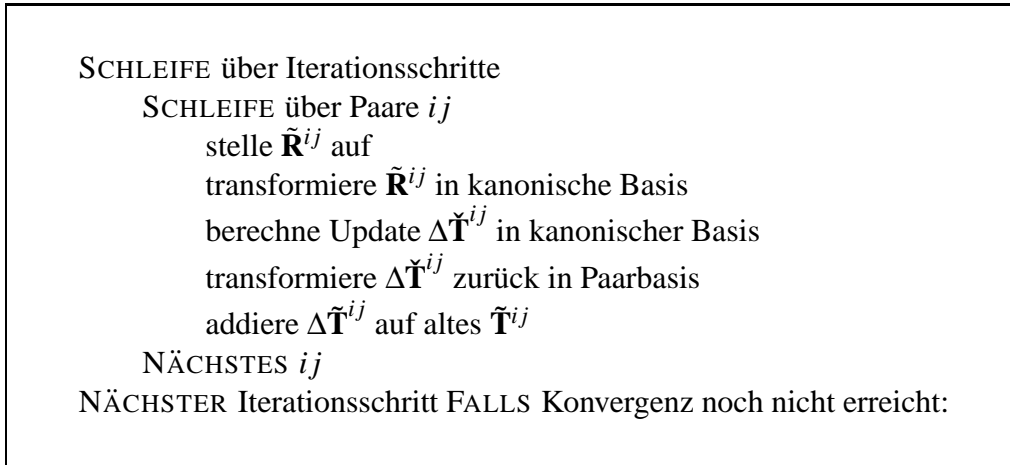 SCHLEIFE über Iterationsschritte
SCHLEIFE über Paare ij
stelle R̃^{ij} auf
transformiere R̃^{ij} in kanonische Basis
berechne Update ΔŤ^{ij} in kanonischer Basis
transformiere ΔŤ^{ij} zurück in Paarbasis
addiere ΔT̃^{ij} auf altes T̃^{ij}
NÄCHSTES ij
NÄCHSTER Iterationsschritt FALLS Konvergenz noch nicht erreicht: